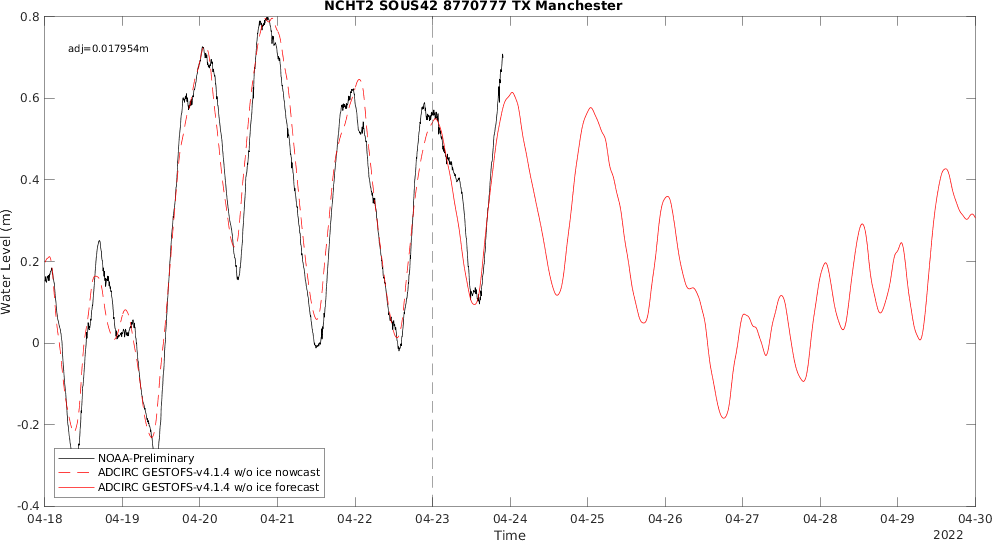 NCHT2 SOUS42 8770777 TX Manchester
adj=0.017954m
0.8
0.6
0.4
0.2
0
-0.2
-0.4
Water Level (m)
NOAA-Preliminary
ADCIRC GESTOFS-v4.1.4 w/o ice nowcast
ADCIRC GESTOFS-v4.1.4 w/o ice forecast
04-18 04-19 04-20 04-21 04-22 04-23 04-24 04-25 04-26 04-27 04-28 04-29 04-30
Time
2022